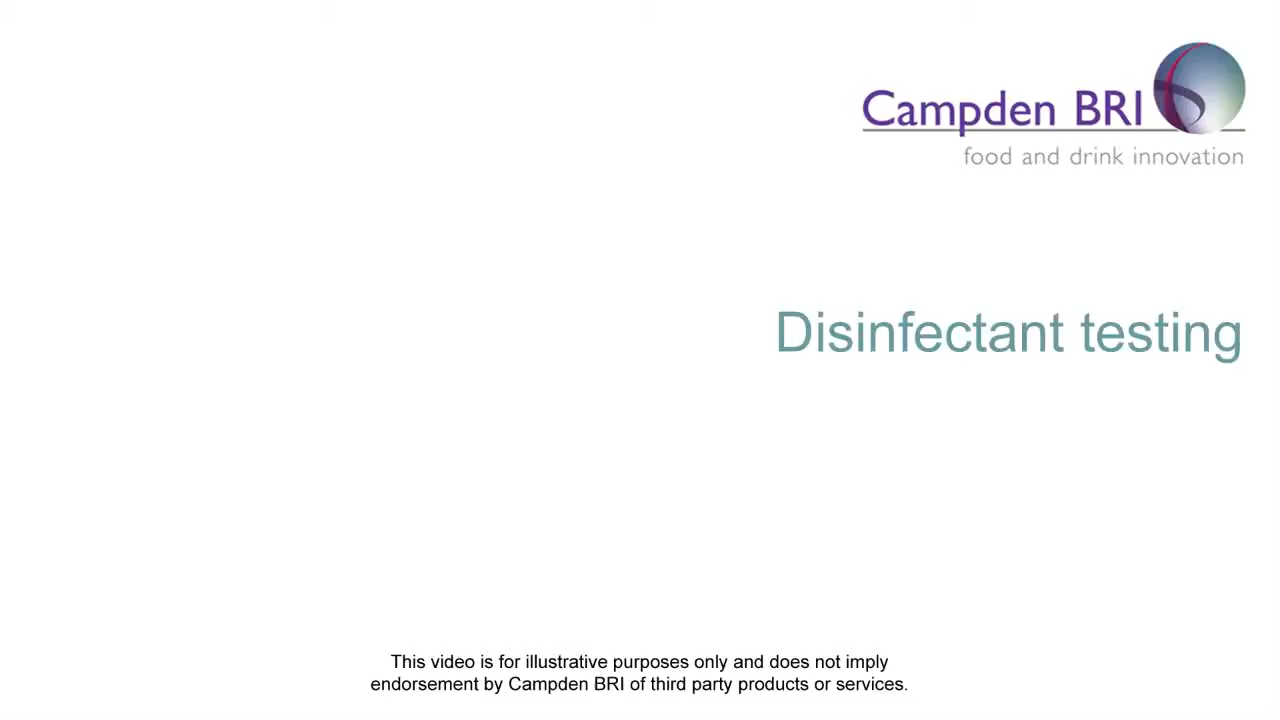 Campden BRI
food and drink innovation
Disinfectant testing
This video is for illustrative purposes only and does not imply
endorsement by Campden BRI of third party products or services.